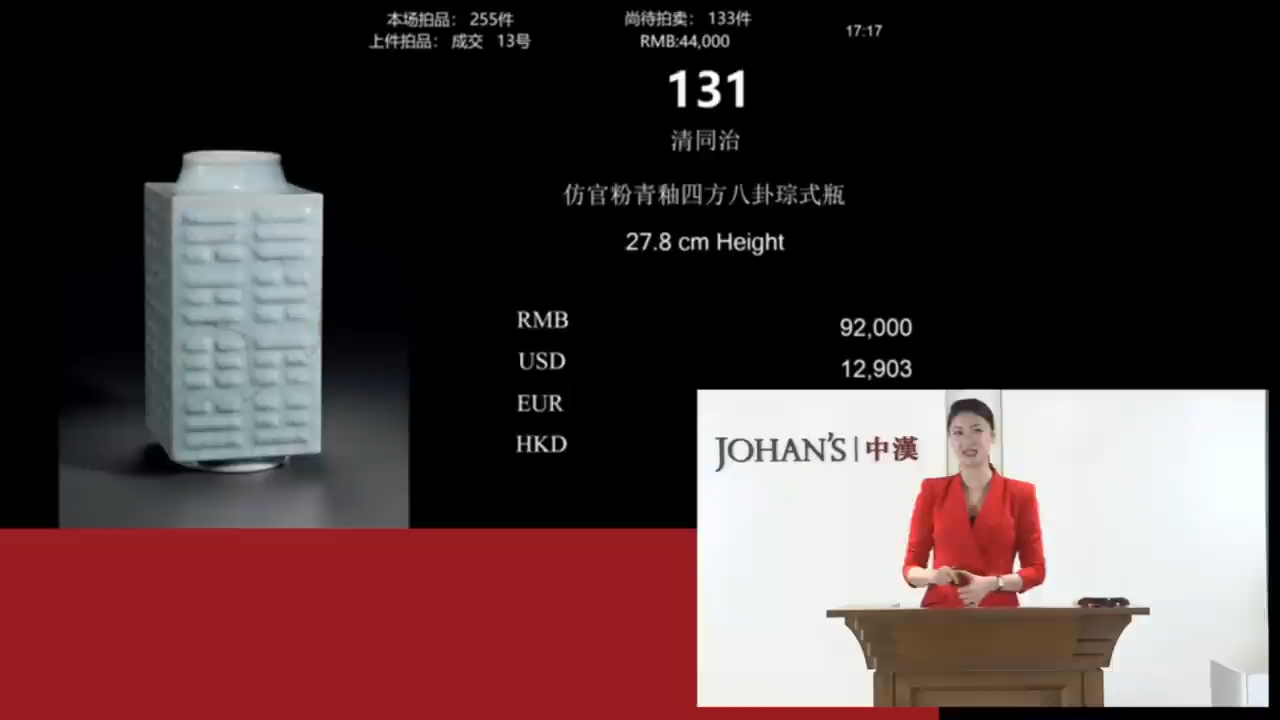 本场拍品： 255件
尚待拍卖： 133件
上件拍品： 成交 13号
RMB:44,000
17:17
131
清同治
仿官粉青釉四方八卦琮式瓶
27.8 cm Height
RMB 92,000
USD 12,903
EUR
HKD
JOHAN'S | 中漢